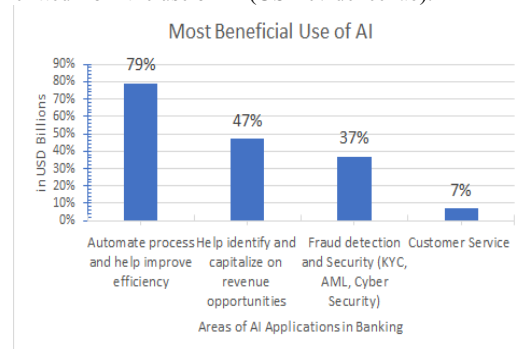 Most Beneficial Use of AI
in USD Billions
90%
80%
70%
60%
50%
40%
30%
20%
10%
0%
79%
47%
37%
7%
Automate process and help improve efficiency
Help identify and capitalize on revenue opportunities
Fraud detection and Security (KYC, AML, Cyber Security)
Customer Service
Areas of AI Applications in Banking